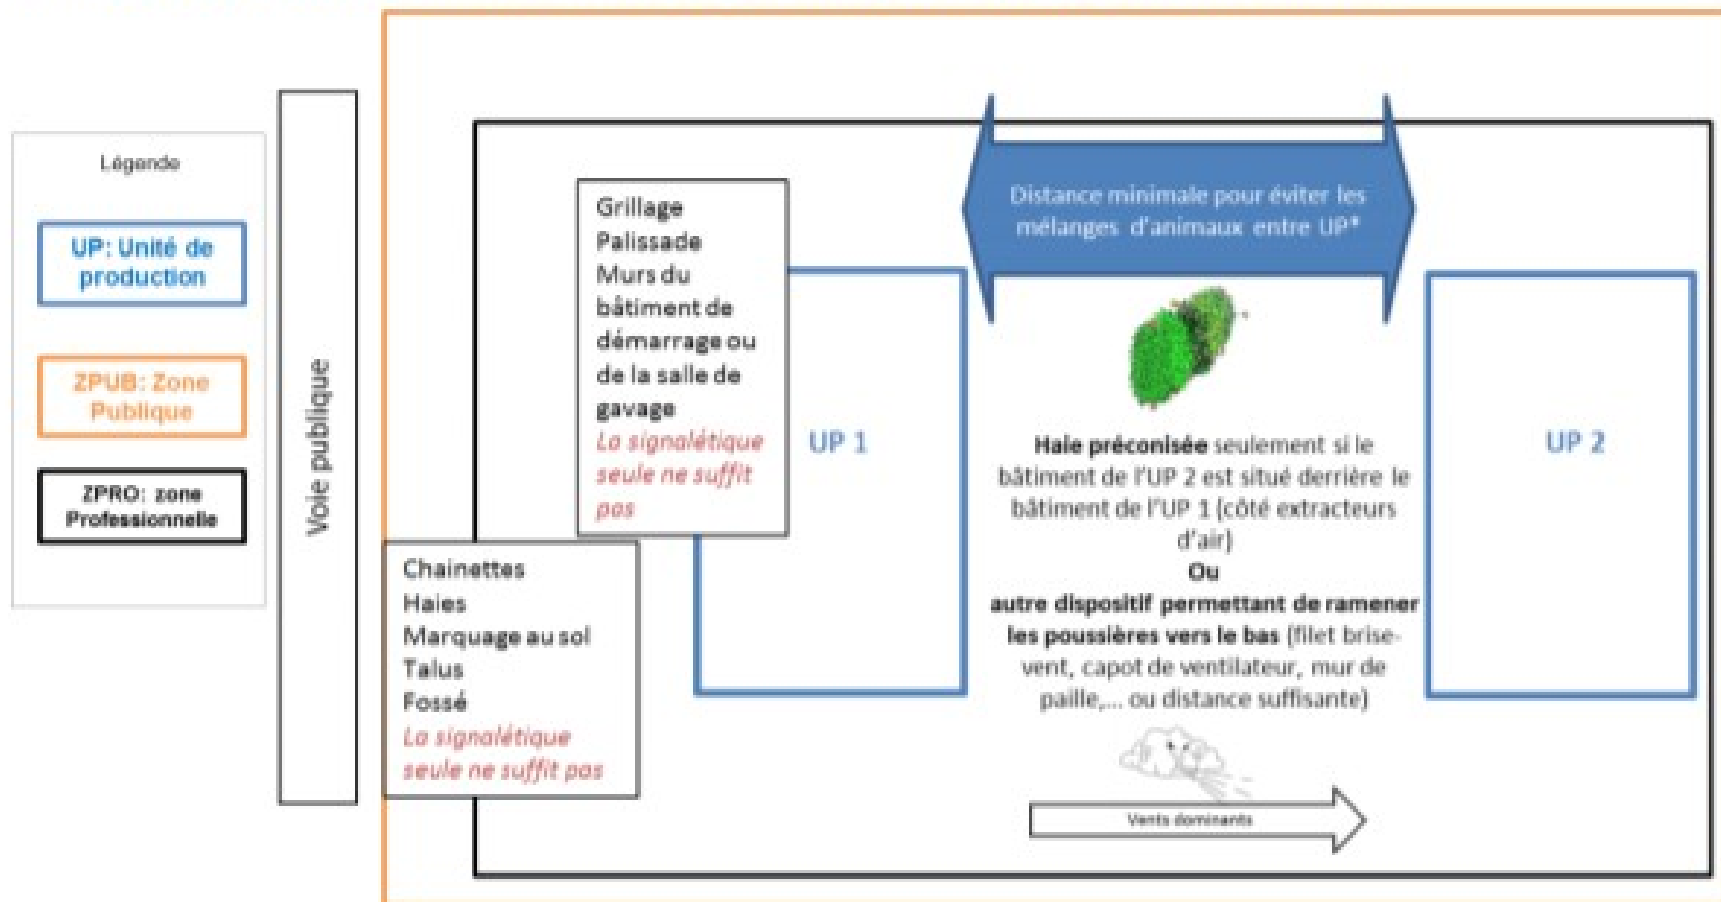 Légende
UP: Unité de
production
ZPUB: Zone
Publique
ZPRO: zone
Professionnelle
Voie publique
Grillage
Palissade
Murs du
bâtiment de
démarrage ou
de la salle de
gavage
La signalétique
seule ne suffit
pas
Chainettes
Haies
Marquage au sol
Talus
Fossé
La signalétique
seule ne suffit pas
UP 1
Distance minimale pour éviter les
mélanges d'animaux entre UP*
Haie préconisée seulement si le
bâtiment de l'UP 2 est situé derrière le
bâtiment de l'UP 1 (côté extracteurs
d'air)
Ou
autre dispositif permettant de ramener
les poussières vers le bas (filet brise-
vent, capot de ventilateur, mur de
paille,... ou distance suffisante)
Vents dominants
UP 2